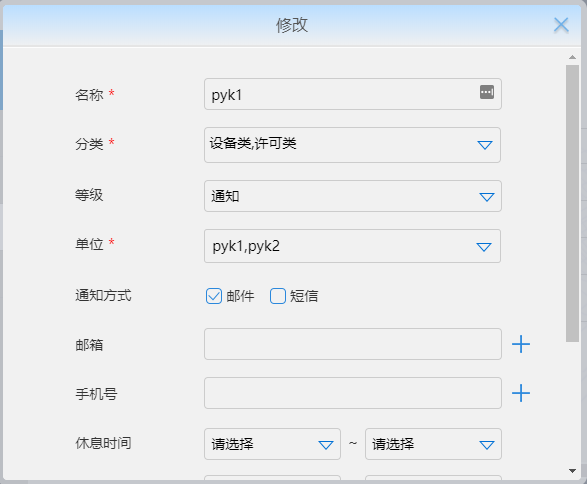 修改
名称 * pyk1
分类 * 设备类,许可类
等级 通知
单位 * pyk1,pyk2
通知方式 邮件 短信
邮箱
手机号
休息时间 请选择 ~ 请选择